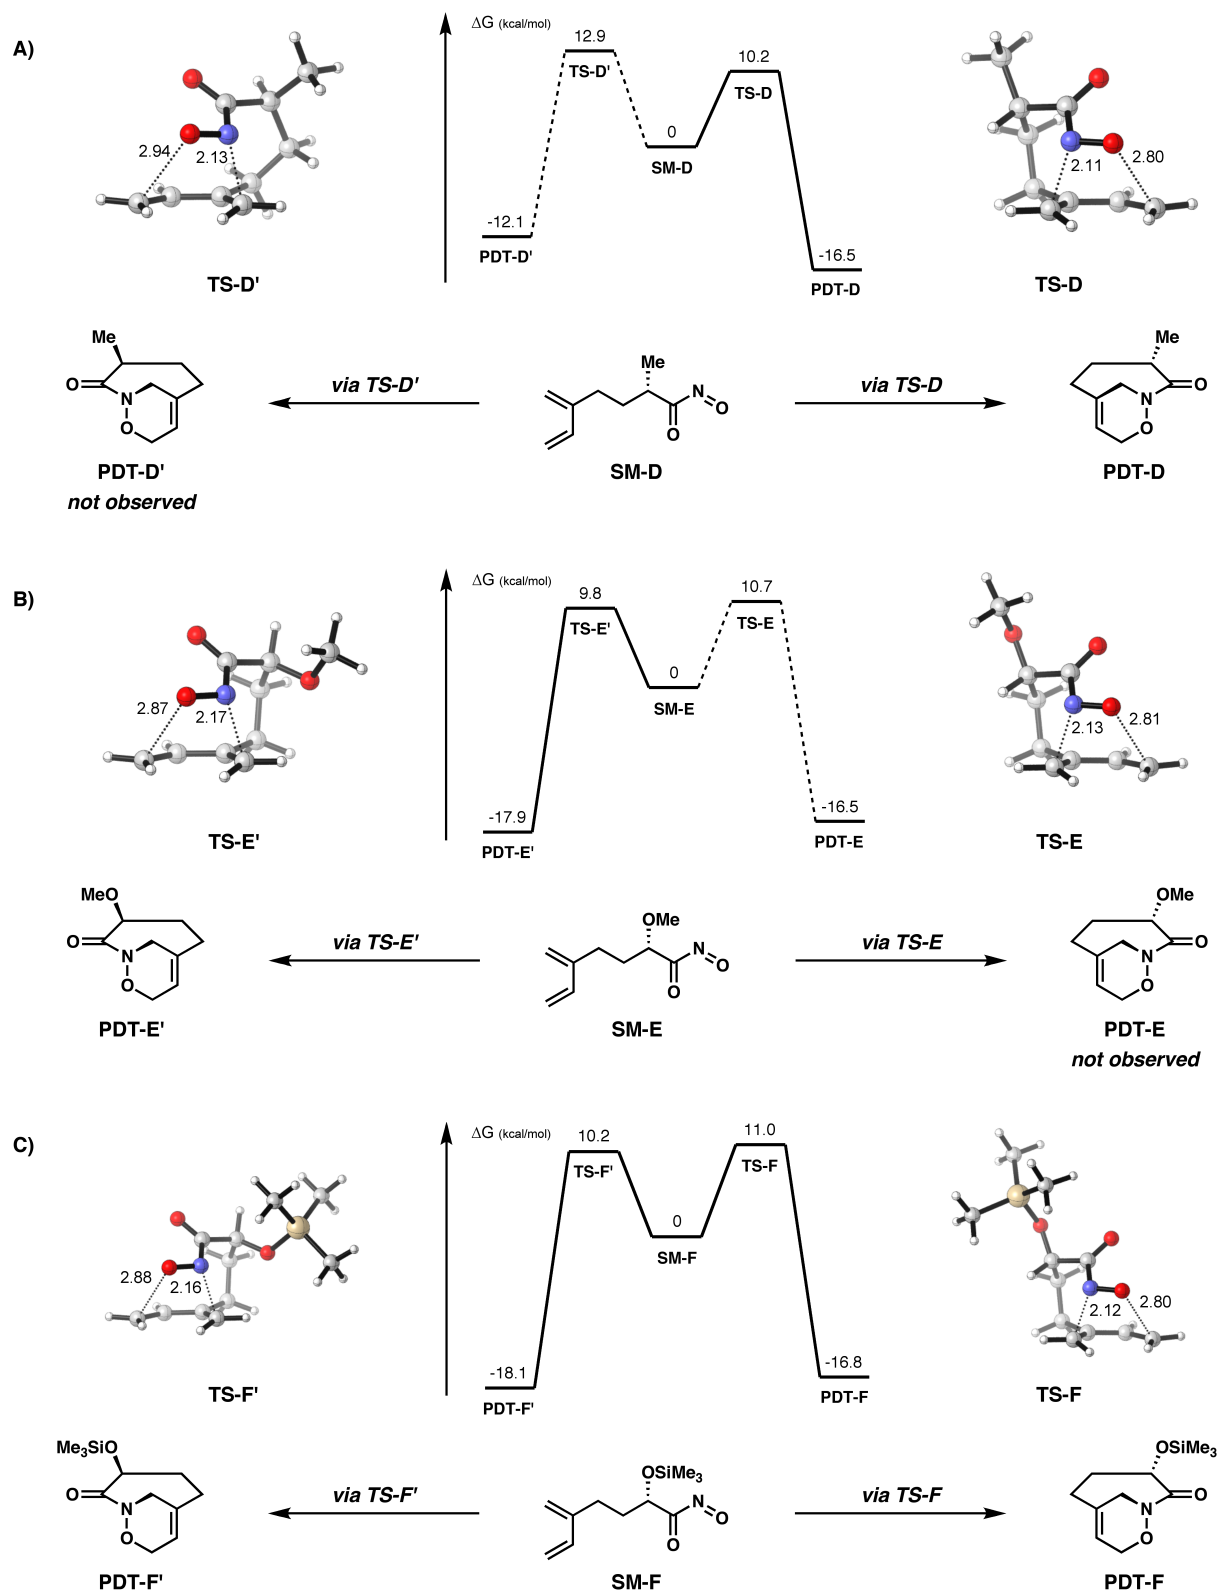 A)
ΔG (kcal/mol)
12.9
TS-D'
10.2
TS-D
0
SM-D
-12.1
PDT-D'
-16.5
PDT-D
2.94
2.13
TS-D'
2.11
2.80
TS-D
Me
O
N
O
PDT-D'
not observed
via TS-D'
Me
N
O
O
SM-D
via TS-D
Me
N
O
O
PDT-D
B)
ΔG (kcal/mol)
9.8
TS-E'
10.7
TS-E
0
SM-E
-17.9
PDT-E'
-16.5
PDT-E
2.87
2.17
TS-E'
2.13
2.81
TS-E
MeO
O
N
O
PDT-E'
via TS-E'
OMe
N
O
O
SM-E
via TS-E
OMe
N
O
O
PDT-E
not observed
C)
ΔG (kcal/mol)
10.2
TS-F'
11.0
TS-F
0
SM-F
-18.1
PDT-F'
-16.8
PDT-F
2.88
2.16
TS-F'
2.12
2.80
TS-F
Me₃SiO
O
N
O
PDT-F'
via TS-F'
OSiMe₃
N
O
O
SM-F
via TS-F
OSiMe₃
N
O
O
PDT-F